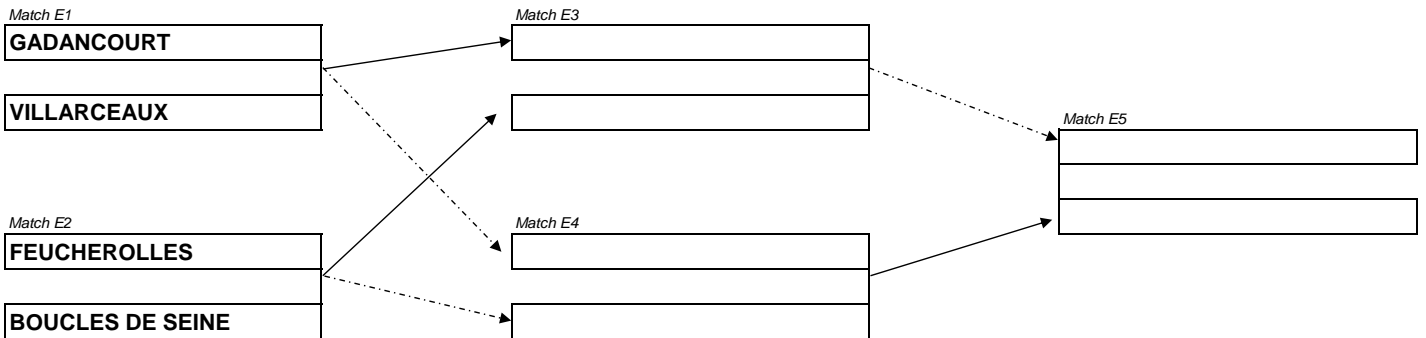 Match E1
GADANCOURT
VILLARCEAUX
Match E2
FEUCHEROLLES
BOUCLES DE SEINE
Match E3
Match E4
Match E5